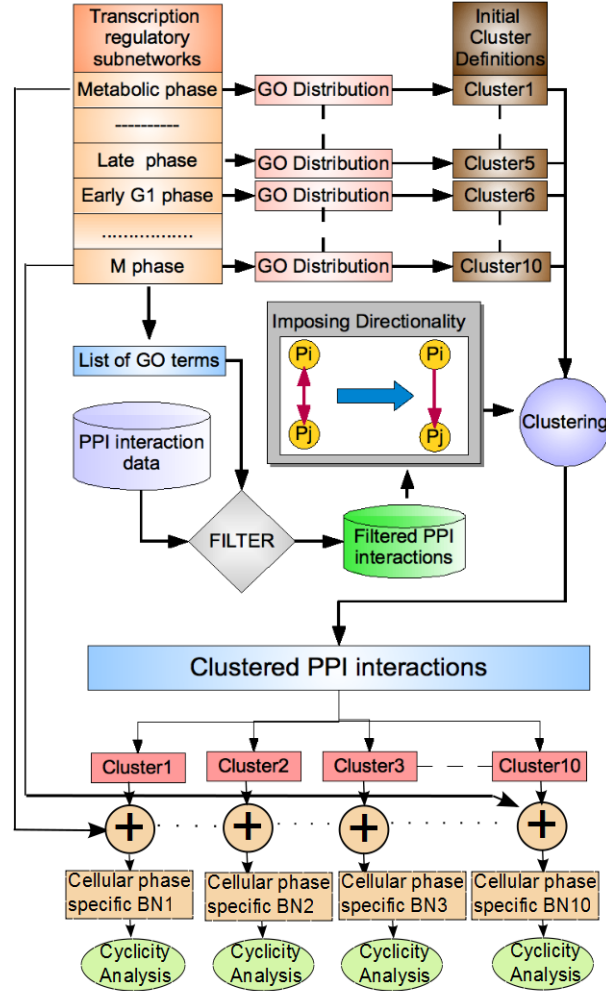 Transcription
regulatory
subnetworks
Initial
Cluster
Definitions
Metabolic phase
GO Distribution
Cluster1
----------
Late phase
GO Distribution
Cluster5
Early G1 phase
GO Distribution
Cluster6
................
M phase
GO Distribution
Cluster10
Imposing Directionality
Pi
Pi
Pj
Pj
List of GO terms
Clustering
PPI interaction
data
FILTER
Filtered PPI
interactions
Clustered PPI interactions
Cluster1
Cluster2
Cluster3
Cluster10
+
+
+
+
Cellular phase
specific BN1
Cellular phase
specific BN2
Cellular phase
specific BN3
Cellular phase
specific BN10
Cyclicity
Analysis
Cyclicity
Analysis
Cyclicity
Analysis
Cyclicity
Analysis